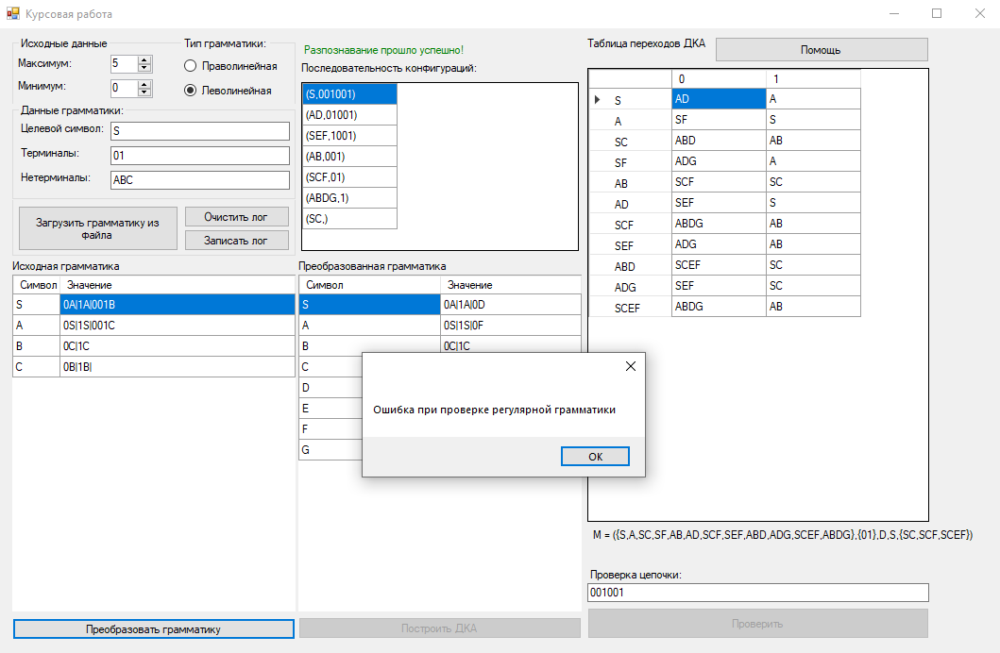 Курсовая работа
Исходные данные
Максимум: 5
Минимум: 0
Тип грамматики:
Праволинейная
Леволинейная
Данные грамматики:
Целевой символ: S
Терминалы: 01
Нетерминалы: ABC
Загрузить грамматику из файла
Очистить лог
Записать лог
Разпознавание прошло успешно!
Последовательность конфигураций:
(S,001001)
(AD,01001)
(SEF,1001)
(AB,001)
(SCF,01)
(ABDG,1)
(SC,)
Таблица переходов ДКА
Помощь
0 1
S AD A
A SF S
SC ABD AB
SF ADG A
AB SCF SC
AD SEF S
SCF ABDG AB
SEF ADG AB
ABD SCEF SC
ADG SEF SC
SCEF ABDG AB
Исходная грамматика
Символ Значение
S 0A|1A|001B
A 0S|1S|001C
B 0C|1C
C 0B|1B|
Преобразованная грамматика
Символ Значение
S 0A|1A|0D
A 0S|1S|0F
B 0C|1C
C
D
E
F
G
Ошибка при проверке регулярной грамматики
OK
M = ({S,A,SC,SF,AB,AD,SCF,SEF,ABD,ADG,SCEF,ABDG},{01},D,S,{SC,SCF,SCEF})
Проверка цепочки:
001001
Преобразовать грамматику
Построить ДКА
Проверить